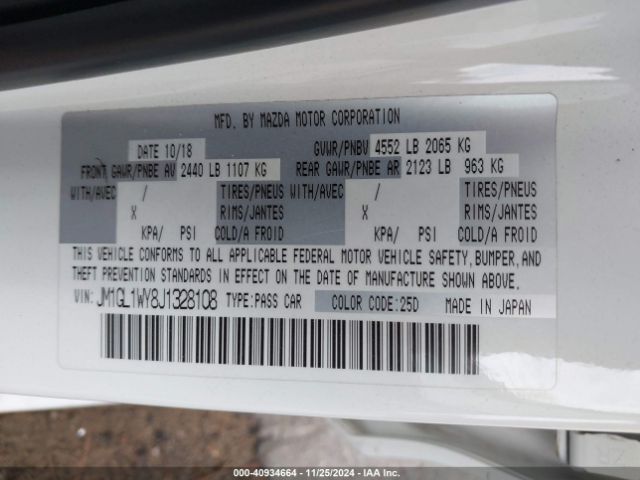 MFD. BY MAZDA MOTOR CORPORATION
DATE 10/18 GVWR/PNBV 4552 LB 2065 KG
FRONT GAWR/PNBE AV 2440 LB 1107 KG REAR GAWR/PNBE AR 2123 LB 963 KG
WITH/AVEC / TIRES/PNEUS WITH/AVEC / TIRES/PNEUS
X RIMS/JANTES X RIMS/JANTES
KPA/ PSI COLD/A FROID KPA/ PSI COLD/A FROID
THIS VEHICLE CONFORMS TO ALL APPLICABLE FEDERAL MOTOR VEHICLE SAFETY, BUMPER, AND
THEFT PREVENTION STANDARDS IN EFFECT ON THE DATE OF MANUFACTURE SHOWN ABOVE.
VIN: JM1GL1WY8J1328108 TYPE:PASS CAR COLOR CODE:25D MADE IN JAPAN
00-40934664 — 11/25/2024 — IAA Inc.